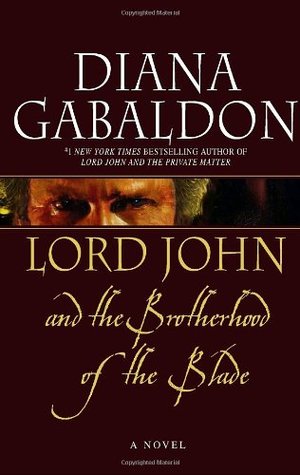 DIANA
GABALDON
#1 NEW YORK TIMES BESTSELLING AUTHOR OF
LORD JOHN AND THE PRIVATE MATTER
LORD JOHN
and the Brotherhood
of the Blade
A NOVEL